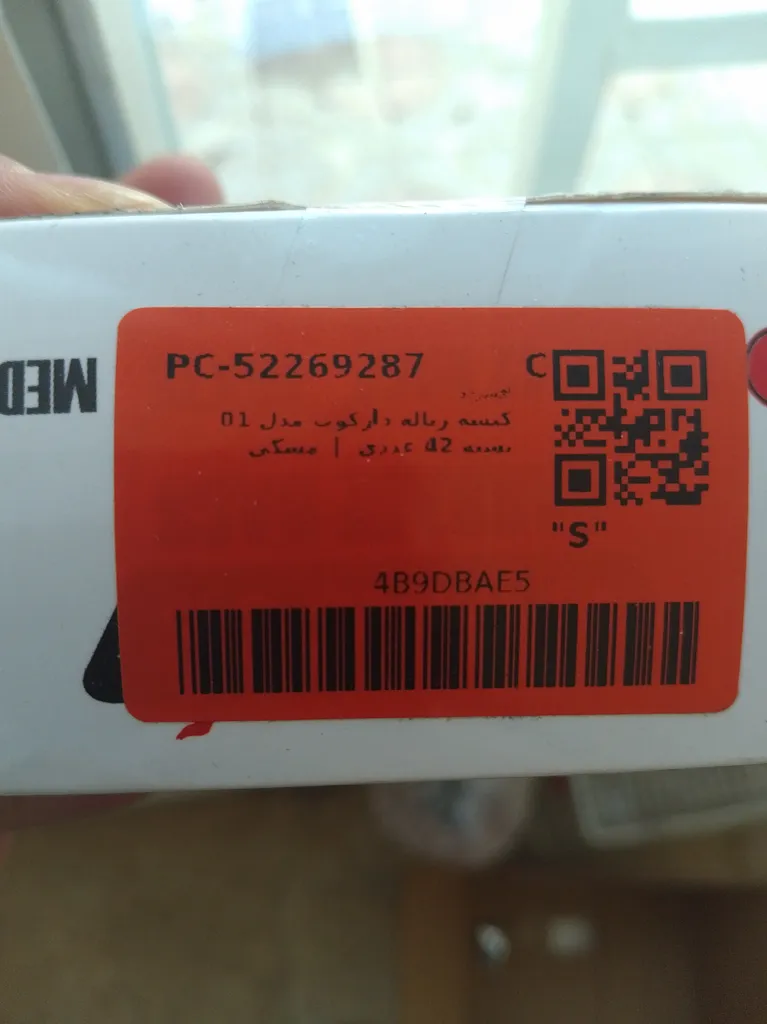 PC-52269287 C
کیسه زباله دارکوب مدل 01
بسته 42 عددی | مشکی
"S"
4B9DBAE5
MED